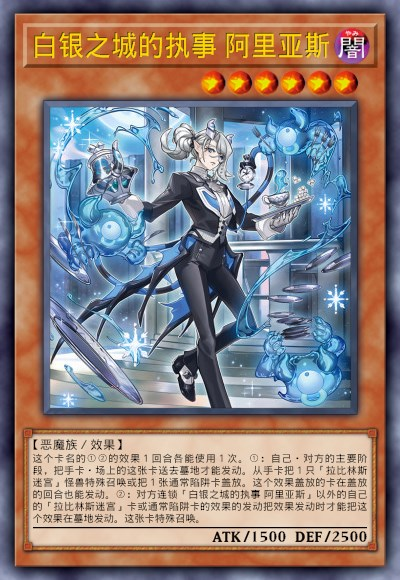 白银之城的执事 阿里亚斯
やみ
闇
【恶魔族／效果】
这个卡名的①②的效果1回合各能使用1次。①：自己・对方的主要阶
段，把手卡・场上的这张卡送去墓地才能发动。从手卡把1只「拉比林斯
迷宫」怪兽特殊召唤或把1张通常陷阱卡盖放。这个效果盖放的卡在盖放
的回合也能发动。②：对方连锁「白银之城的执事 阿里亚斯」以外的自己
的「拉比林斯迷宫」卡或通常陷阱卡的效果的发动把效果发动时才能把这
个效果在墓地发动。这张卡特殊召唤。
ATK/1500 DEF/2500